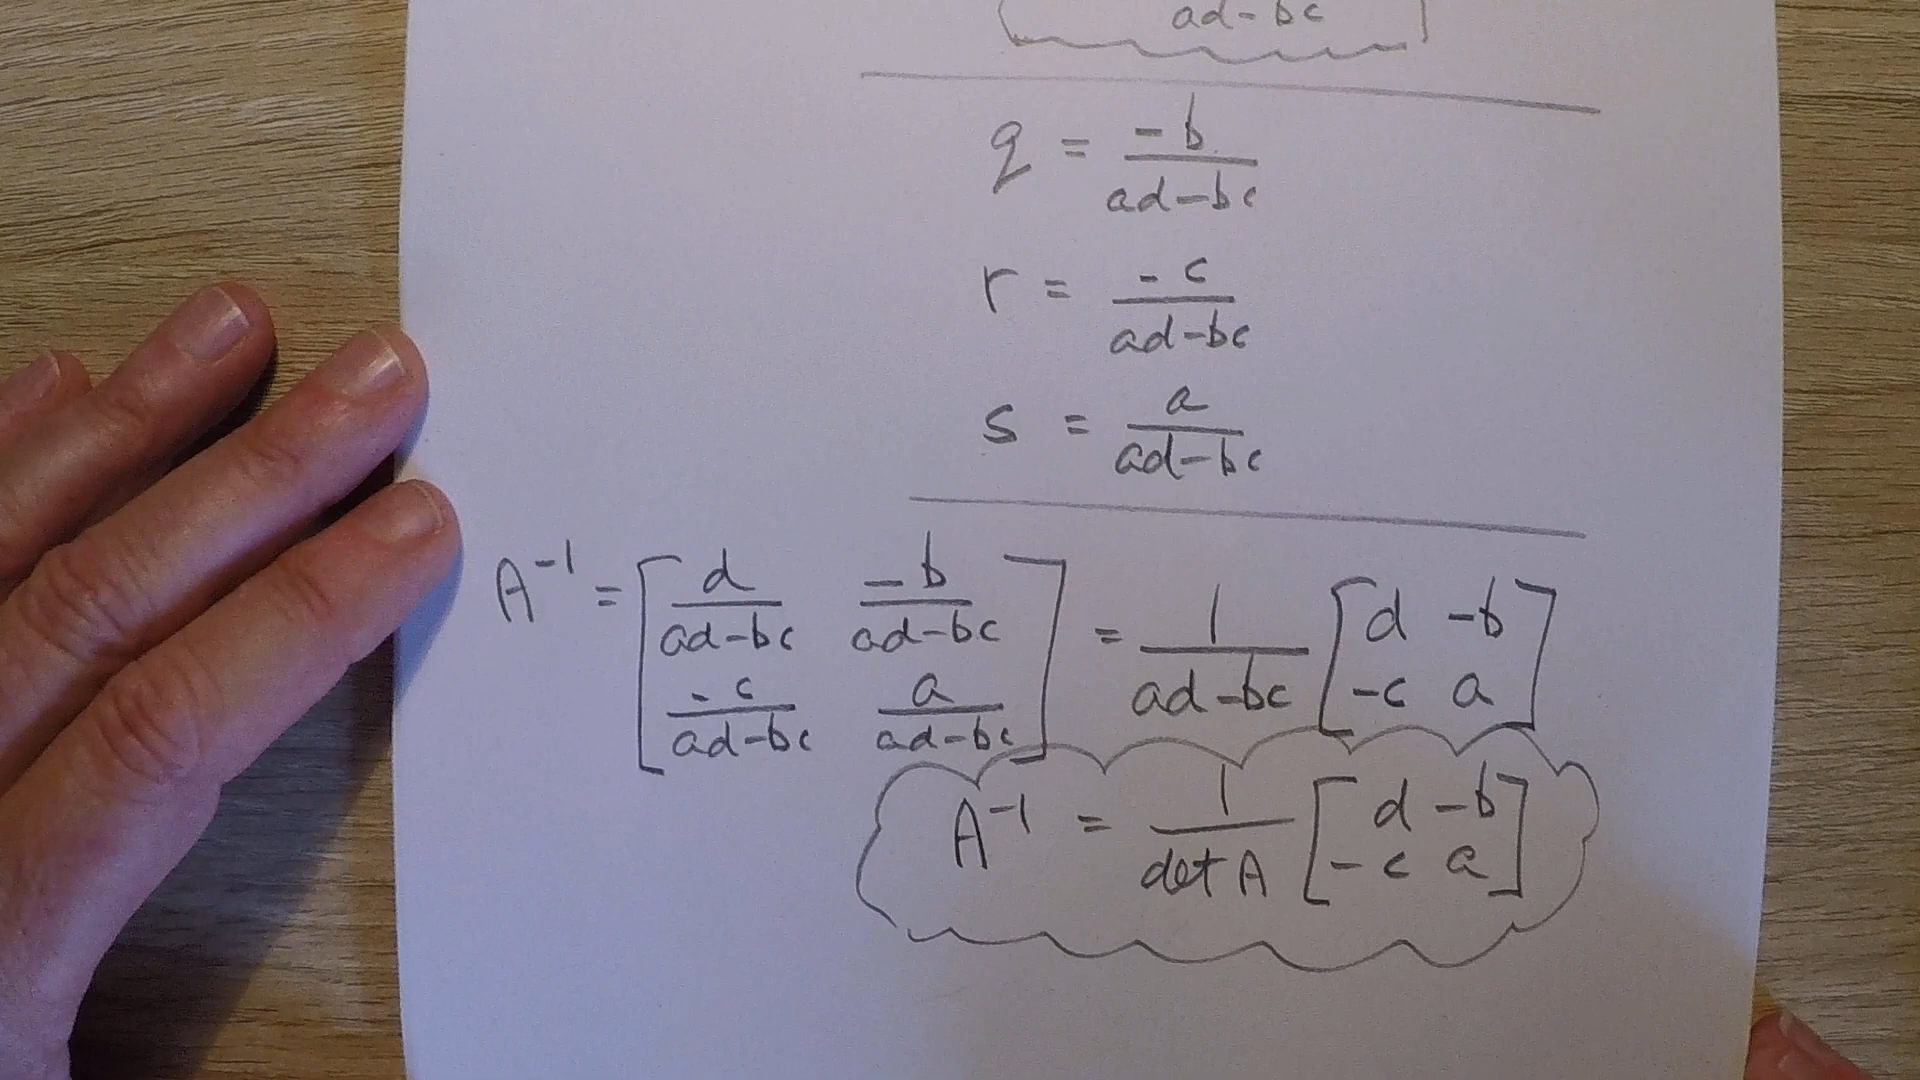 ad-bc
q = -b / ad-bc
r = -c / ad-bc
s = a / ad-bc
A^-1 = [d / ad-bc -b / ad-bc; -c / ad-bc a / ad-bc] = 1 / ad-bc [d -b; -c a]
A^-1 = 1 / det A [d -b; -c a]